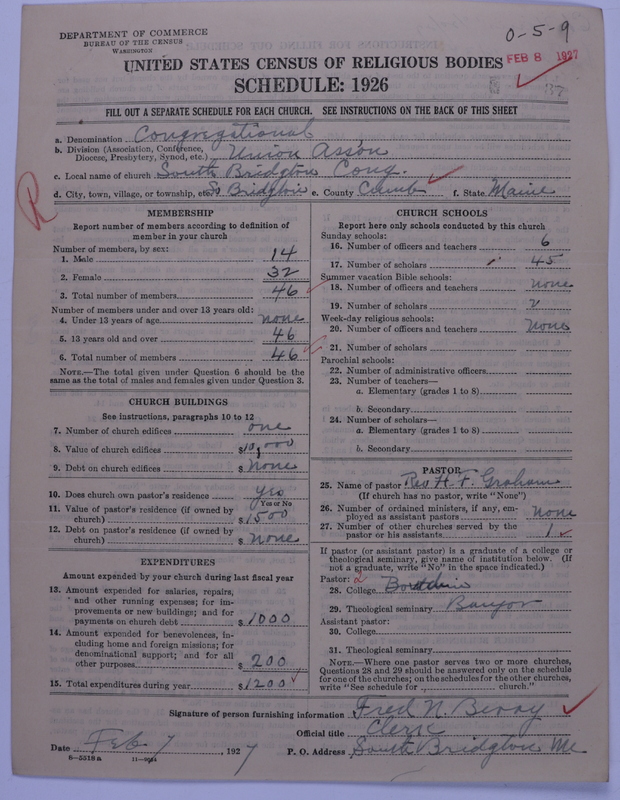 DEPARTMENT OF COMMERCE
BUREAU OF THE CENSUS
WASHINGTON
0-5-9
FEB 8 1927
UNITED STATES CENSUS OF RELIGIOUS BODIES
SCHEDULE: 1926
37
FILL OUT A SEPARATE SCHEDULE FOR EACH CHURCH. SEE INSTRUCTIONS ON THE BACK OF THIS SHEET
a. Denomination Congregational
b. Division (Association, Conference, Diocese, Presbytery, Synod, etc.) Union Asson
c. Local name of church South Bridgton Cong.
d. City, town, village, or township, etc. So Bridgton e. County Cumb f. State Maine
R
MEMBERSHIP
Report number of members according to definition of
member in your church
Number of members, by sex:
1. Male 14
2. Female 32
3. Total number of members 46
Number of members under and over 13 years old:
4. Under 13 years of age none
5. 13 years old and over 46
6. Total number of members 46
NOTE.—The total given under Question 6 should be the
same as the total of males and females given under Question 3.
CHURCH BUILDINGS
See instructions, paragraphs 10 to 12
7. Number of church edifices one
8. Value of church edifices $10,000
9. Debt on church edifices $ none
10. Does church own pastor's residence yes
Yes or No
11. Value of pastor's residence (if owned by
church) $1500
12. Debt on pastor's residence (if owned by
church) $ none
EXPENDITURES
Amount expended by your church during last fiscal year
13. Amount expended for salaries, repairs,
and other running expenses; for im-
provements or new buildings; and for
payments on church debt $1000
14. Amount expended for benevolences, in-
cluding home and foreign missions; for
denominational support; and for all
other purposes $200
15. Total expenditures during year $1200
CHURCH SCHOOLS
Report here only schools conducted by this church
Sunday schools:
16. Number of officers and teachers 6
17. Number of scholars 45
Summer vacation Bible schools:
18. Number of officers and teachers none
19. Number of scholars
Week-day religious schools:
20. Number of officers and teachers none
21. Number of scholars
Parochial schools:
22. Number of administrative officers
23. Number of teachers—
a. Elementary (grades 1 to 8)
b. Secondary
24. Number of scholars—
a. Elementary (grades 1 to 8)
b. Secondary
PASTOR
25. Name of pastor Rev H. F. Graham
(If church has no pastor, write "None")
26. Number of ordained ministers, if any, em-
ployed as assistant pastors none
27. Number of other churches served by the
pastor or his assistants 1
If pastor (or assistant pastor) is a graduate of a college or
theological seminary, give name of institution below. (If
not a graduate, write "No" in the space indicated.)
Pastor: 2
28. College Bowdoin
29. Theological seminary Bangor
Assistant pastor:
30. College
31. Theological seminary
NOTE.—Where one pastor serves two or more churches,
Questions 28 and 29 should be answered only on the schedule
for one of the churches; on the schedules for the other churches,
write "See schedule for church."
Signature of person furnishing information Fred N Berry
Official title Clerk
Date Feb 7, 1927 P. O. Address South Bridgton Me
8-5518a 11-9034